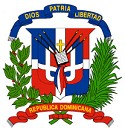 DIOS PATRIA LIBERTAD
REPUBLICA DOMINICANA